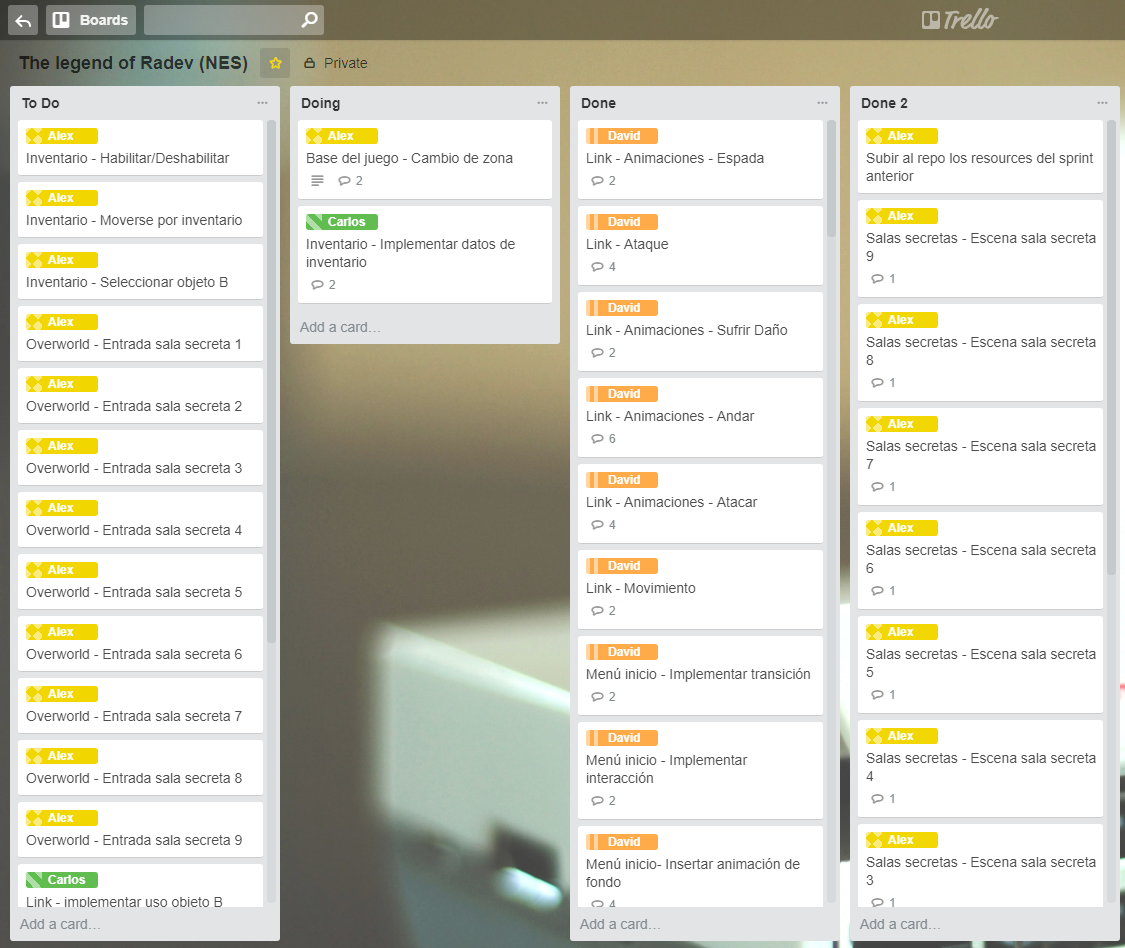 Boards
Trello
The legend of Radev (NES)
Private
To Do
Alex
Inventario - Habilitar/Deshabilitar
Alex
Inventario - Moverse por inventario
Alex
Inventario - Seleccionar objeto B
Alex
Overworld - Entrada sala secreta 1
Alex
Overworld - Entrada sala secreta 2
Alex
Overworld - Entrada sala secreta 3
Alex
Overworld - Entrada sala secreta 4
Alex
Overworld - Entrada sala secreta 5
Alex
Overworld - Entrada sala secreta 6
Alex
Overworld - Entrada sala secreta 7
Alex
Overworld - Entrada sala secreta 8
Alex
Overworld - Entrada sala secreta 9
Carlos
Link - implementar uso objeto B
Add a card…
Doing
Alex
Base del juego - Cambio de zona
2
Carlos
Inventario - Implementar datos de
inventario
2
Add a card…
Done
David
Link - Animaciones - Espada
2
David
Link - Ataque
4
David
Link - Animaciones - Sufrir Daño
2
David
Link - Animaciones - Andar
6
David
Link - Animaciones - Atacar
4
David
Link - Movimiento
2
David
Menú inicio - Implementar transición
2
David
Menú inicio - Implementar
interacción
2
David
Menú inicio- Insertar animación de
fondo
4
Add a card…
Done 2
Alex
Subir al repo los resources del sprint
anterior
Alex
Salas secretas - Escena sala secreta
9
1
Alex
Salas secretas - Escena sala secreta
8
1
Alex
Salas secretas - Escena sala secreta
7
1
Alex
Salas secretas - Escena sala secreta
6
1
Alex
Salas secretas - Escena sala secreta
5
1
Alex
Salas secretas - Escena sala secreta
4
1
Alex
Salas secretas - Escena sala secreta
3
1
Add a card…